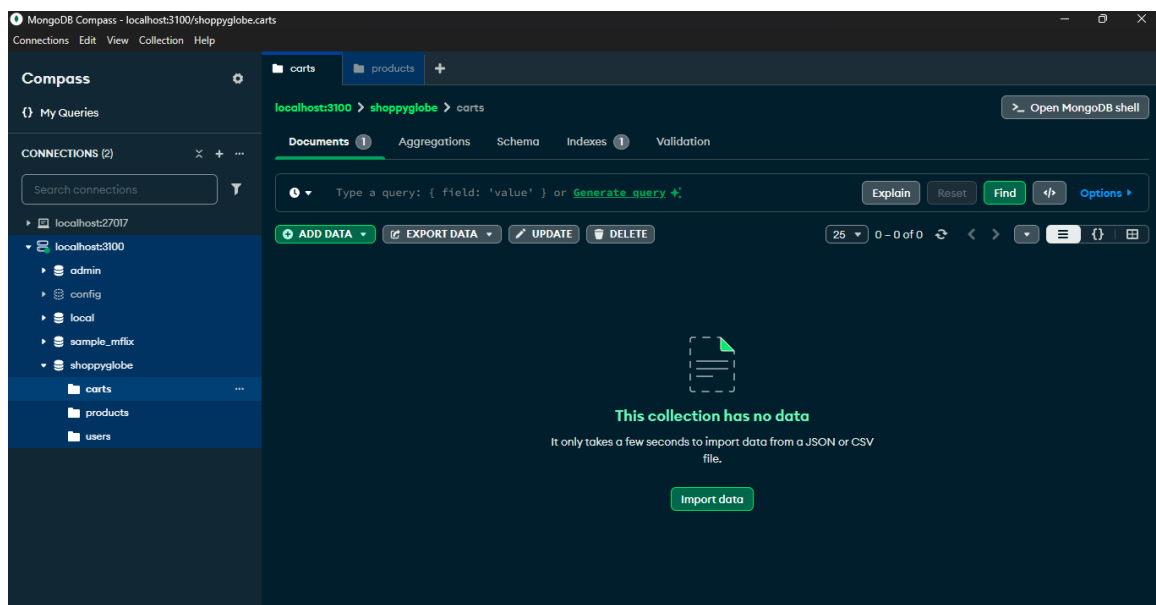 MongoDB Compass - localhost:3100/shoppyglobe.carts
Connections Edit View Collection Help
Compass
{} My Queries
CONNECTIONS (2)
Search connections
localhost:27017
localhost:3100
admin
config
local
sample_mflix
shoppyglobe
carts
products
users
carts
products
localhost:3100 > shoppyglobe > carts
>_ Open MongoDB shell
Documents 1 Aggregations Schema Indexes 1 Validation
Type a query: { field: 'value' } or Generate query
Explain Reset Find </> Options
ADD DATA EXPORT DATA UPDATE DELETE
25 0 – 0 of 0 {}
This collection has no data
It only takes a few seconds to import data from a JSON or CSV
file.
Import data